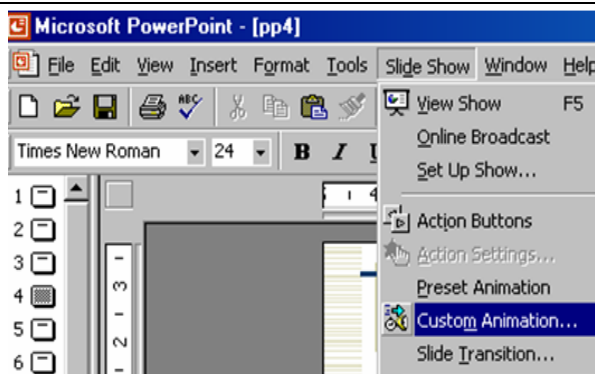 Microsoft PowerPoint - [pp4]
File Edit View Insert Format Tools Slide Show Window Help
ABC
View Show F5
Online Broadcast
Set Up Show...
Times New Roman 24 B I
Action Buttons
Action Settings...
Preset Animation
Custom Animation...
Slide Transition...
1
2
3
4
5
6
4
3
2